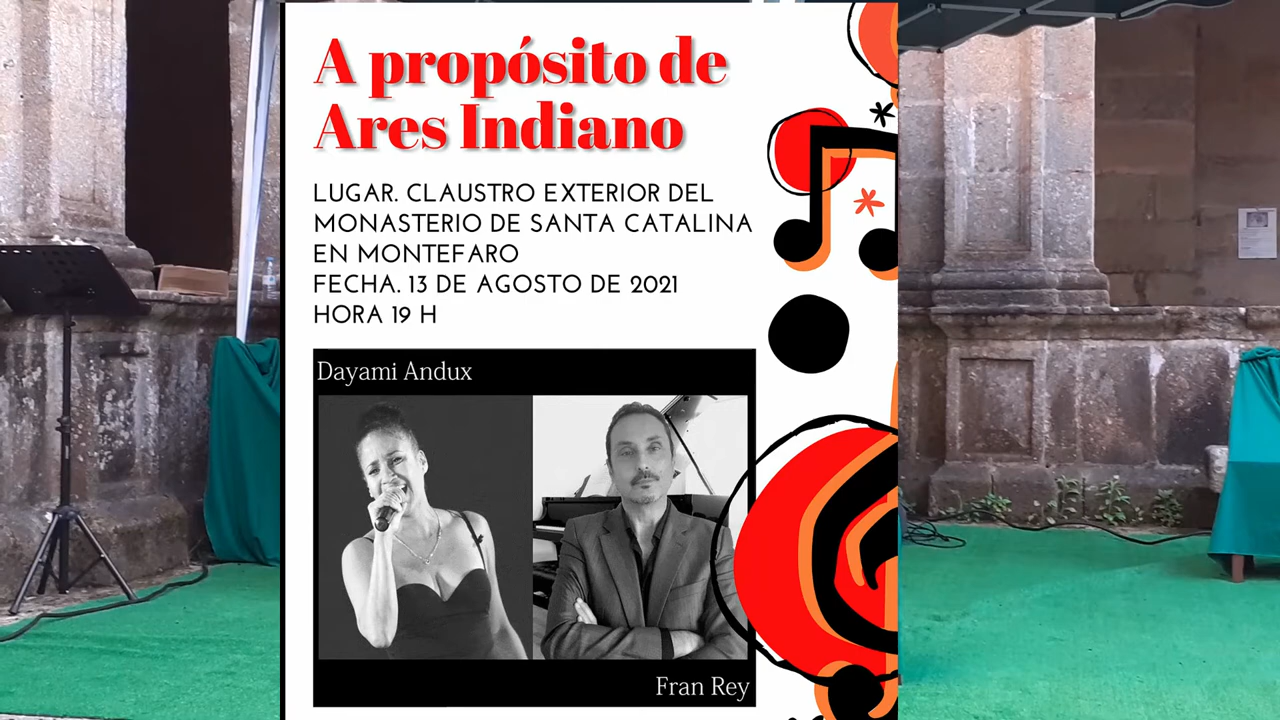 A propósito de
Ares Indiano
LUGAR. CLAUSTRO EXTERIOR DEL
MONASTERIO DE SANTA CATALINA
EN MONTEFARO
FECHA. 13 DE AGOSTO DE 2021
HORA 19 H
Dayami Andux
Fran Rey